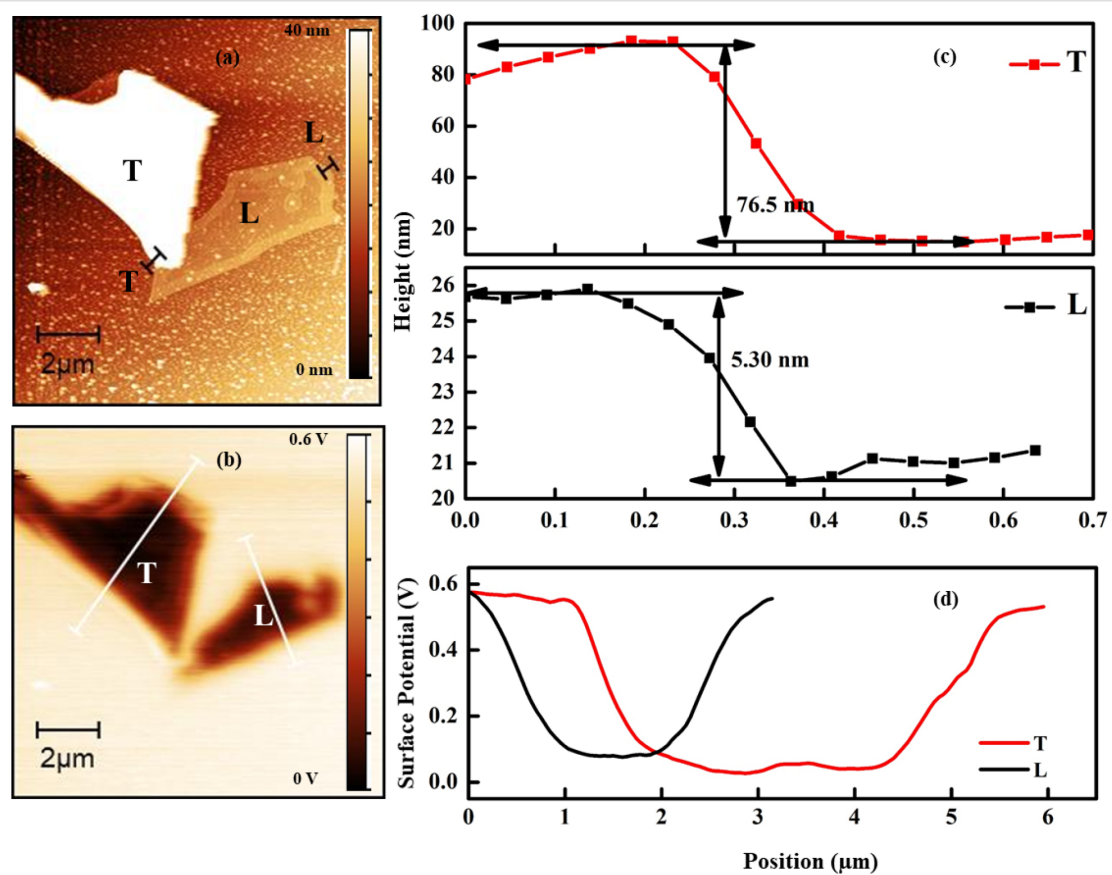 40 nm
(a)
L
T
L
T
2μm
0 nm
0.6 V
(b)
T
L
2μm
0 V
Height (nm)
100
80
60
40
20
(c)
T
76.5 nm
26
25
24
23
22
21
20
L
5.30 nm
0.0 0.1 0.2 0.3 0.4 0.5 0.6 0.7
Surface Potential (V)
0.6
0.4
0.2
0.0
(d)
T
L
0 1 2 3 4 5 6
Position (μm)